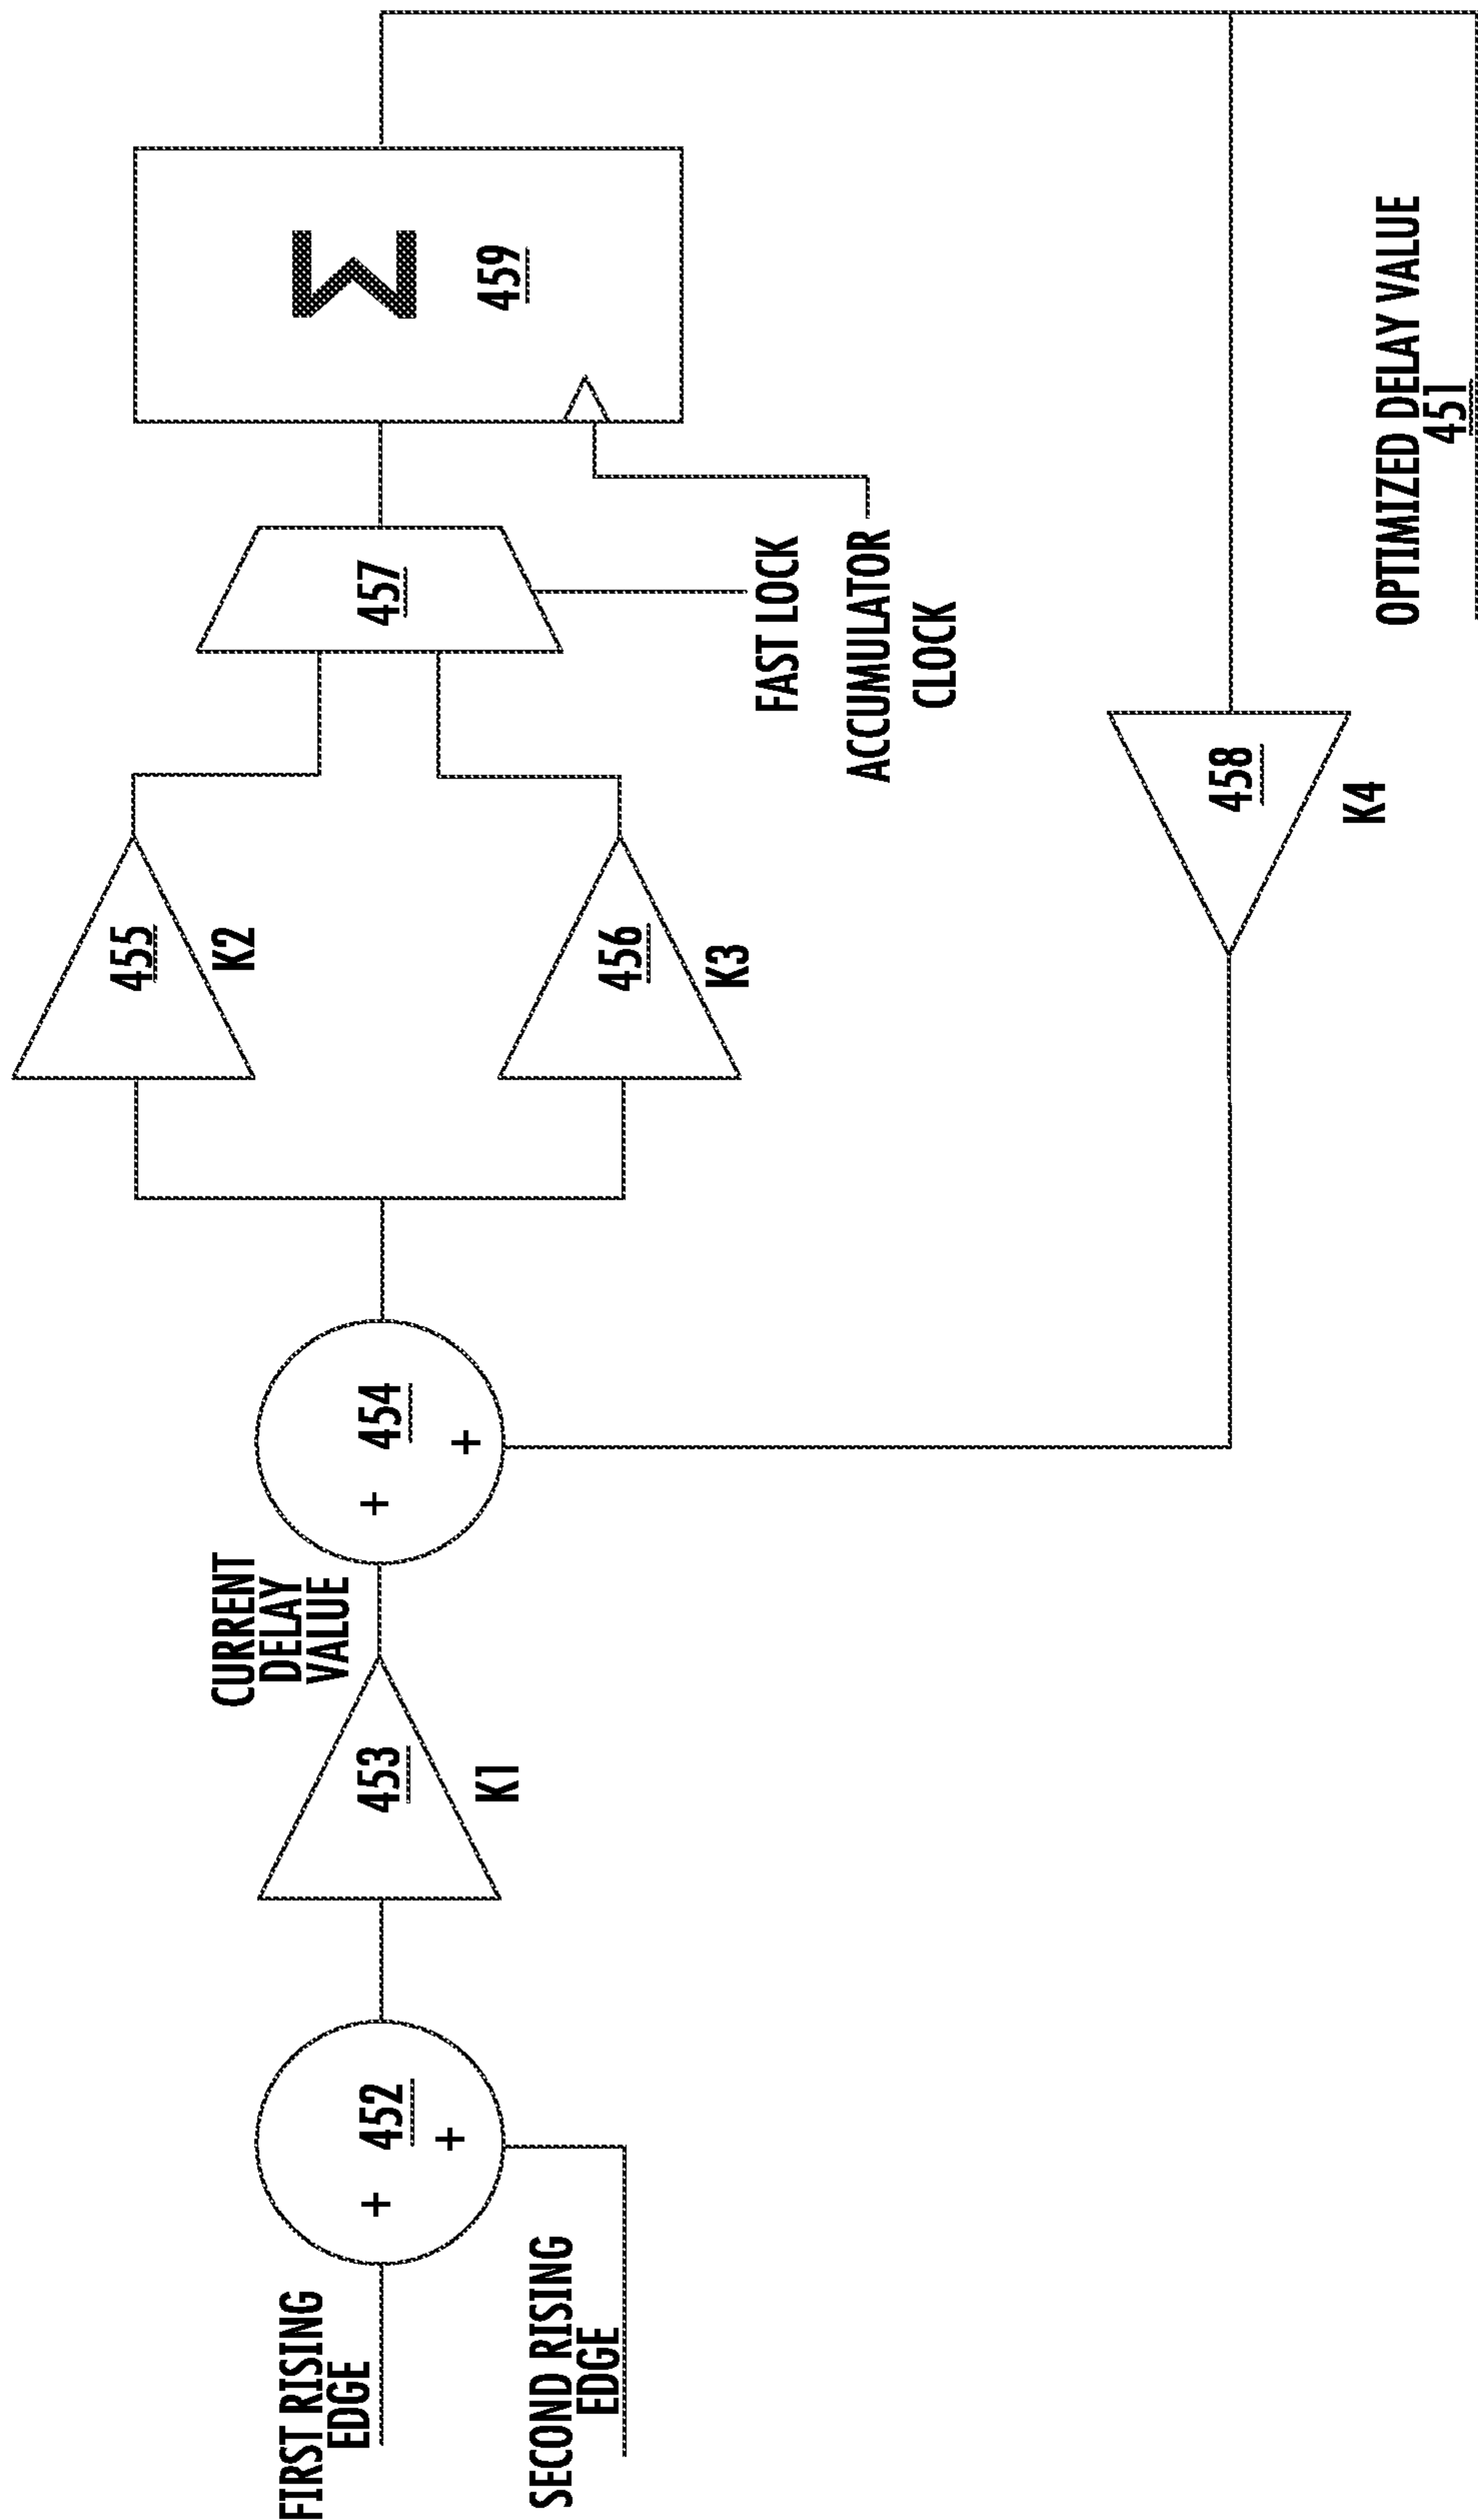 FIRST RISING
EDGE
SECOND RISING
EDGE
+
452
+
453
K1
CURRENT
DELAY
VALUE
+
454
+
455
K2
456
K3
457
FAST LOCK
ACCUMULATOR
CLOCK
Σ
459
458
K4
OPTIMIZED DELAY VALUE
451